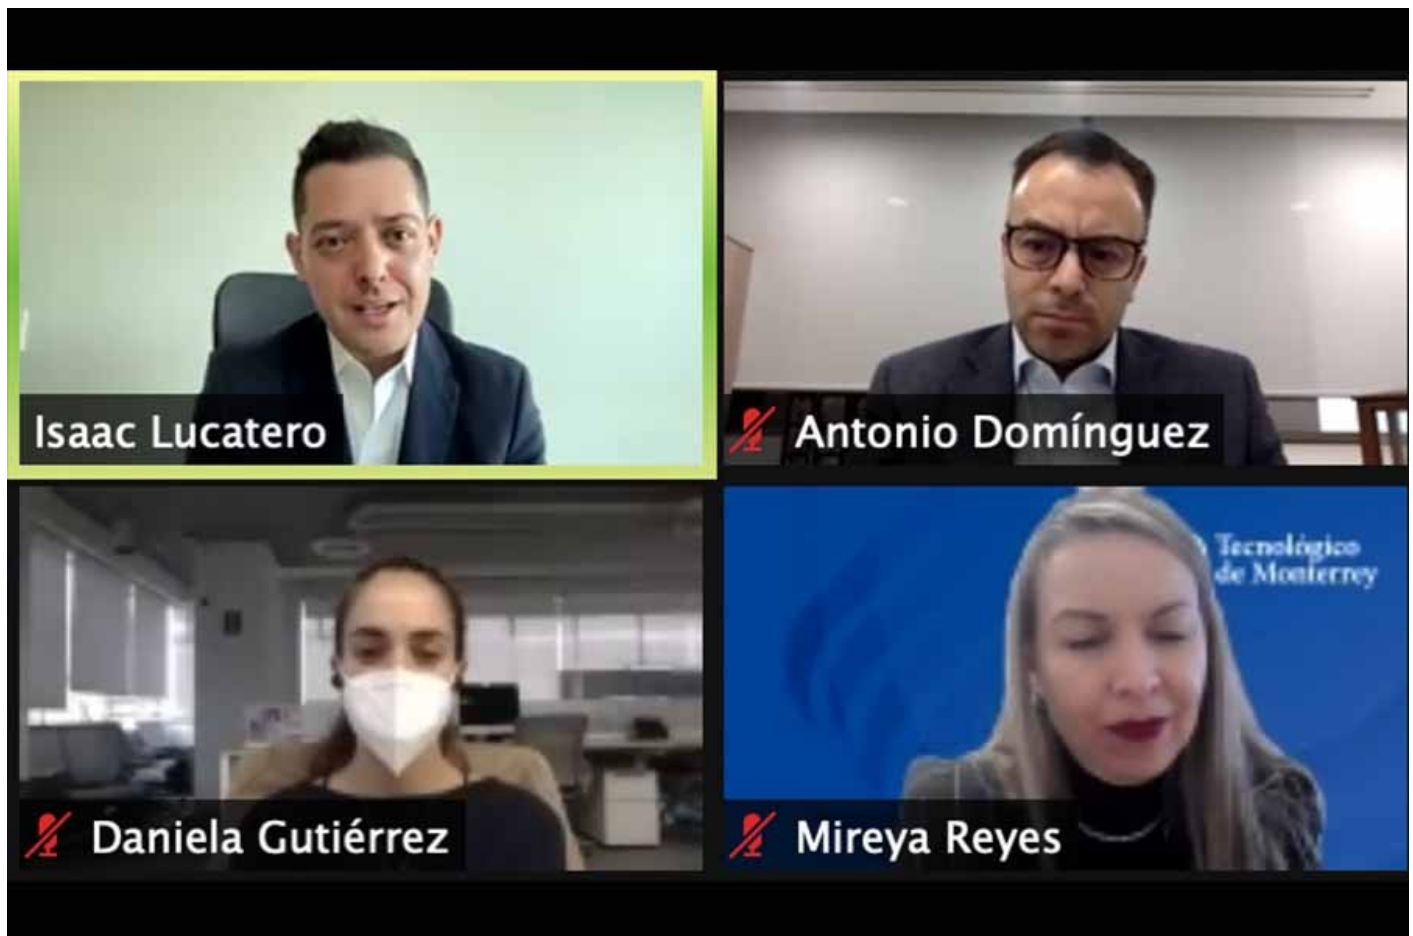 Isaac Lucatero
Antonio Domínguez
Tecnológico
de Monterrey
Daniela Gutiérrez
Mireya Reyes